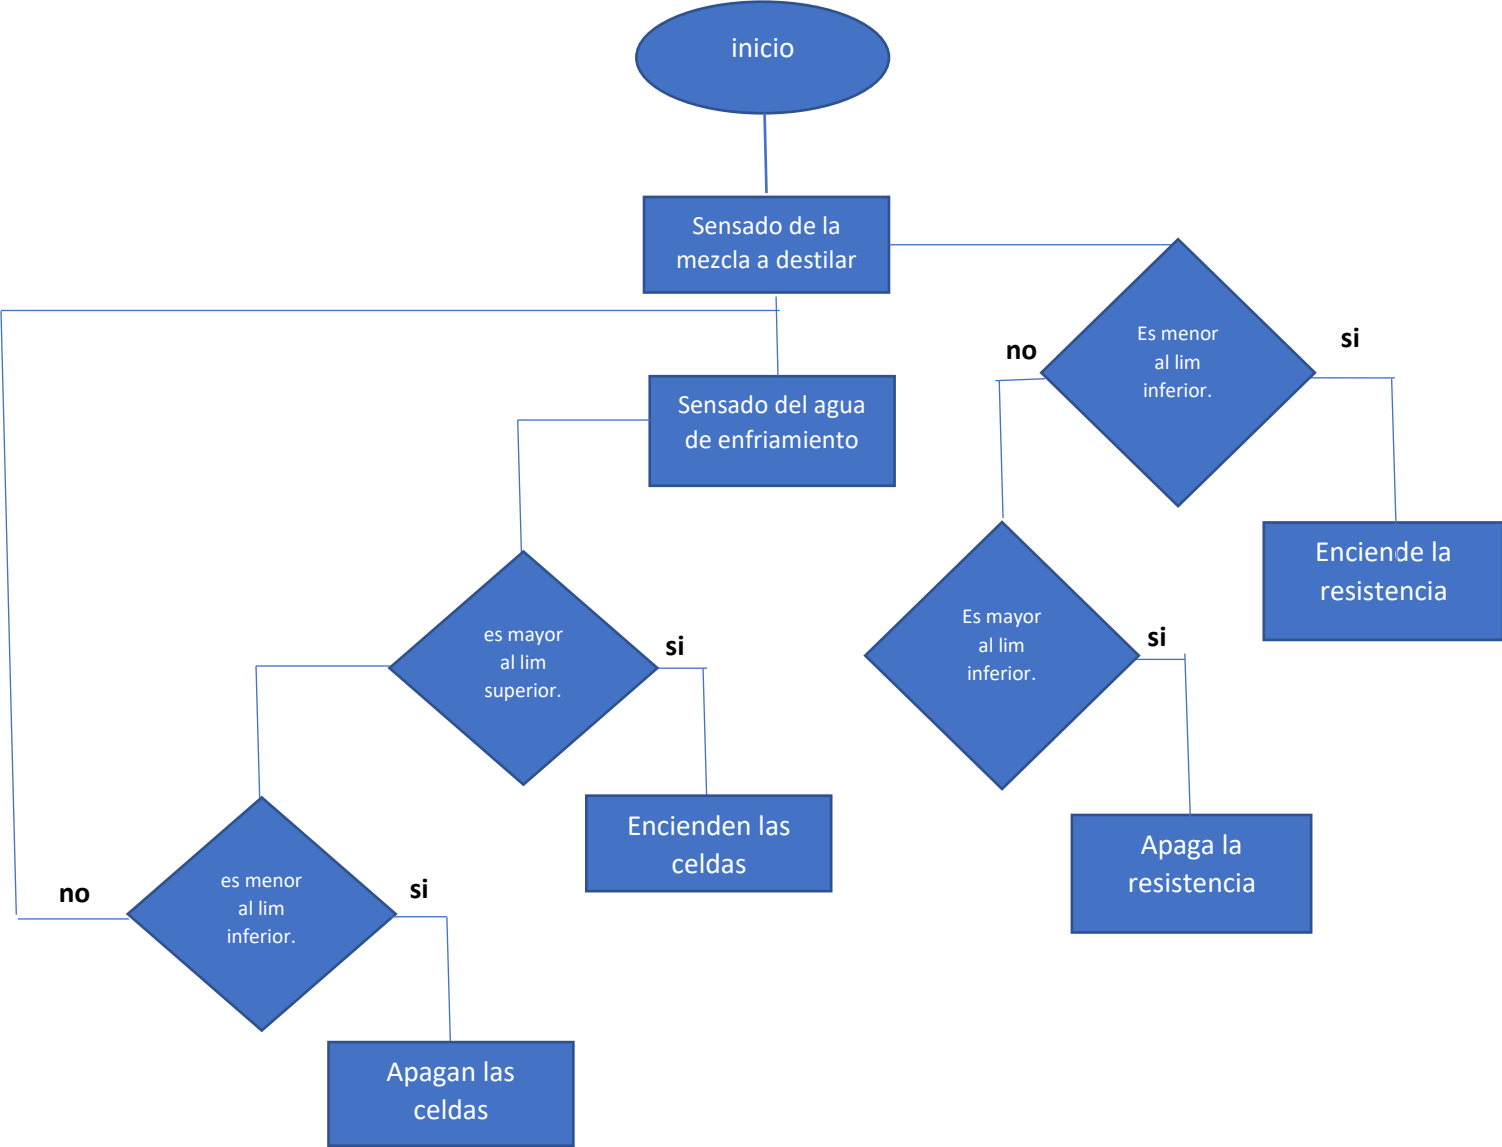 inicio
Sensado de la
mezcla a destilar
Es menor
al lim
inferior.
no
si
Sensado del agua
de enfriamiento
Enciende la
resistencia
Es mayor
al lim
inferior.
si
es mayor
al lim
superior.
si
Encienden las
celdas
Apaga la
resistencia
es menor
al lim
inferior.
no
si
Apagan las
celdas